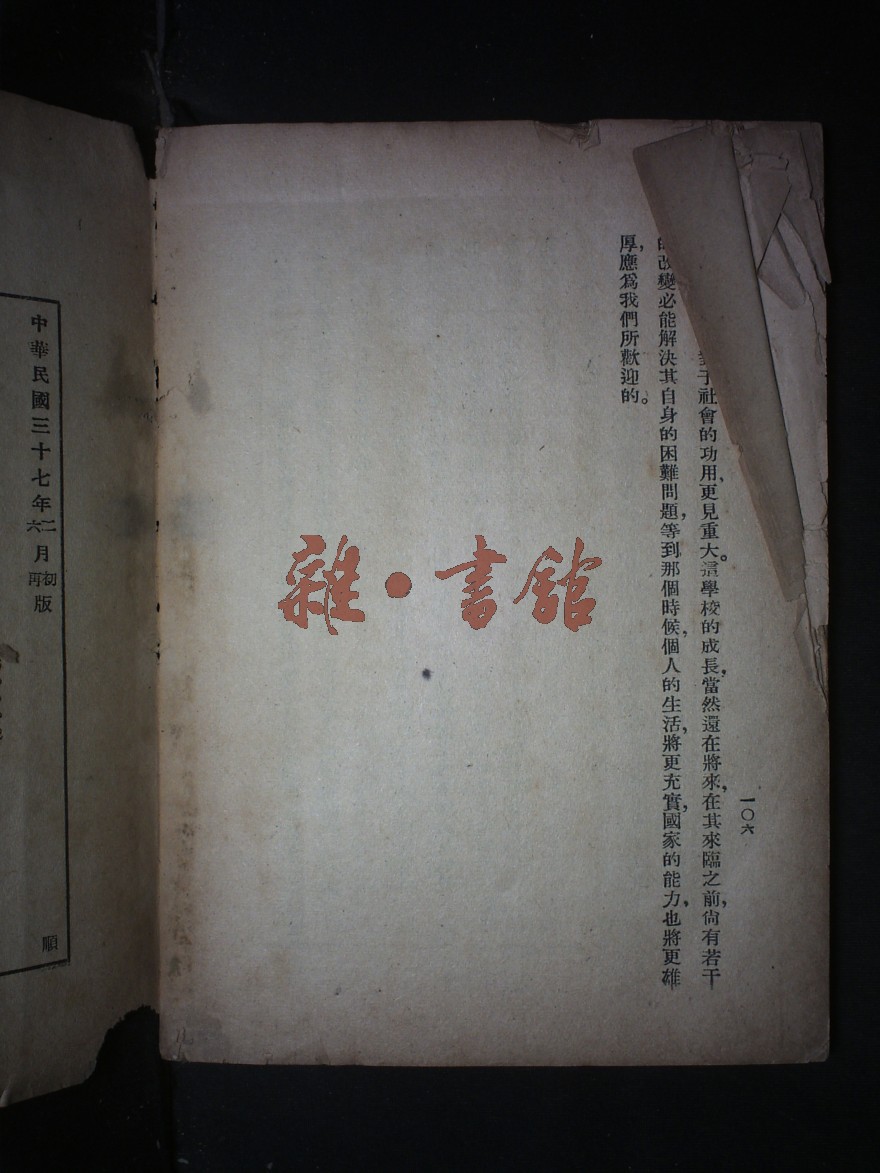 一〇六
于社會的功用，更見重大。這學校的成長，當然還在將來，在其來臨之前，尙有若干
的改變必能解決其自身的困難問題，等到那個時候，個人的生活，將更充實，國家的能力，也將更雄
厚，應爲我們所歡迎的。
雜•書館
中華民國三十七年二月初版
六 再
順